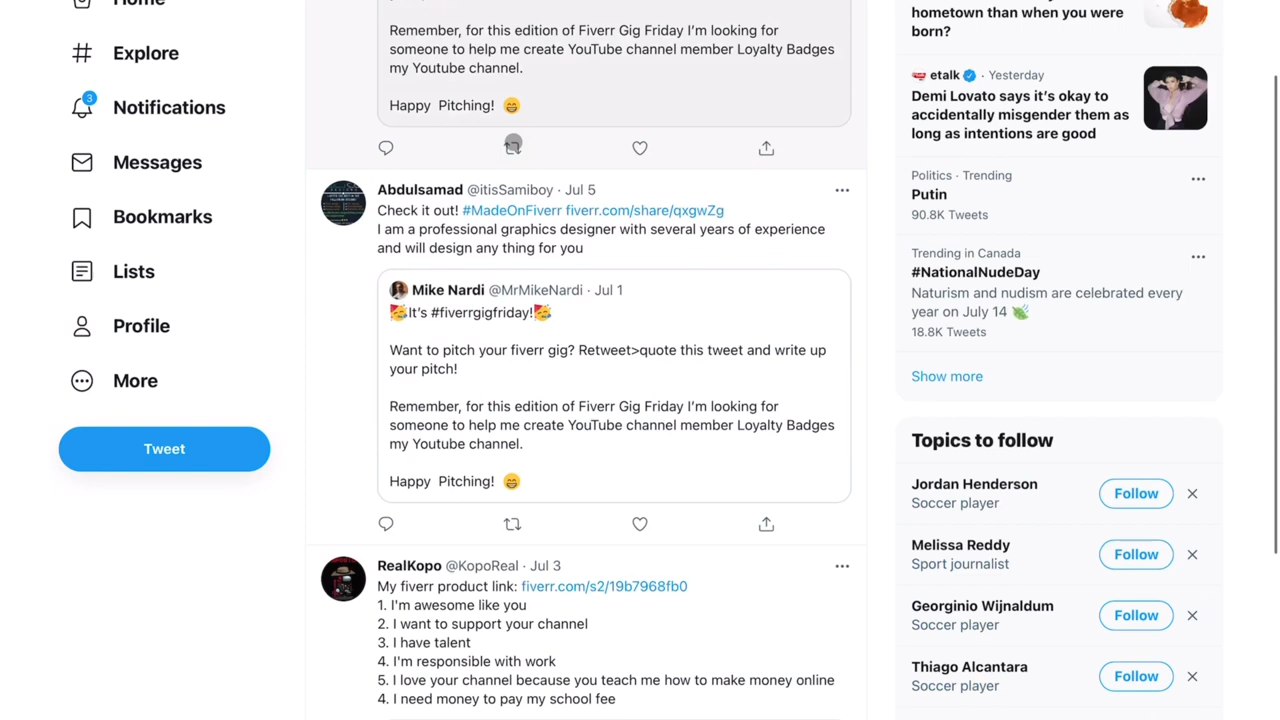 Home
Explore
3
Notifications
Messages
Bookmarks
Lists
Profile
More
Tweet
Remember, for this edition of Fiverr Gig Friday I'm looking for
someone to help me create YouTube channel member Loyalty Badges
my Youtube channel.
Happy Pitching! 😁
Abdulsamad @itisSamiboy · Jul 5
Check it out! #MadeOnFiverr fiverr.com/share/qxgwZg
I am a professional graphics designer with several years of experience
and will design any thing for you
Mike Nardi @MrMikeNardi · Jul 1
🥳It's #fiverrgigfriday!🥳
Want to pitch your fiverr gig? Retweet>quote this tweet and write up
your pitch!
Remember, for this edition of Fiverr Gig Friday I'm looking for
someone to help me create YouTube channel member Loyalty Badges
my Youtube channel.
Happy Pitching! 😁
RealKopo @KopoReal · Jul 3
My fiverr product link: fiverr.com/s2/19b7968fb0
1. I'm awesome like you
2. I want to support your channel
3. I have talent
4. I'm responsible with work
5. I love your channel because you teach me how to make money online
4. I need money to pay my school fee
hometown than when you were
born?
etalk · Yesterday
Demi Lovato says it's okay to
accidentally misgender them as
long as intentions are good
Politics · Trending
Putin
90.8K Tweets
Trending in Canada
#NationalNudeDay
Naturism and nudism are celebrated every
year on July 14 🍃
18.8K Tweets
Show more
Topics to follow
Jordan Henderson
Soccer player
Follow
Melissa Reddy
Sport journalist
Follow
Georginio Wijnaldum
Soccer player
Follow
Thiago Alcantara
Soccer player
Follow